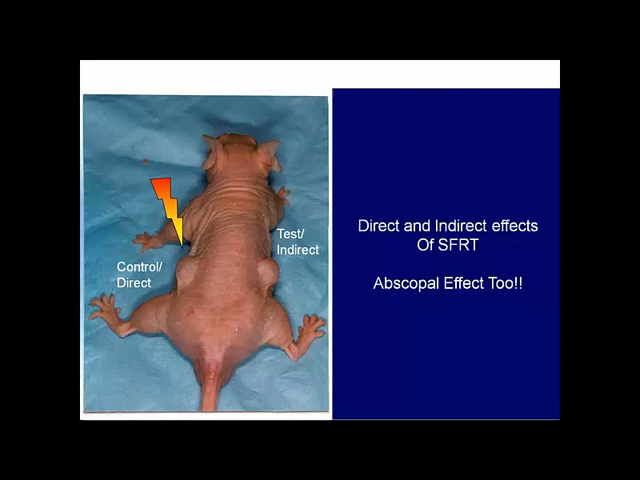 Test/
Indirect
Control/
Direct
Direct and Indirect effects
Of SFRT
Abscopal Effect Too!!